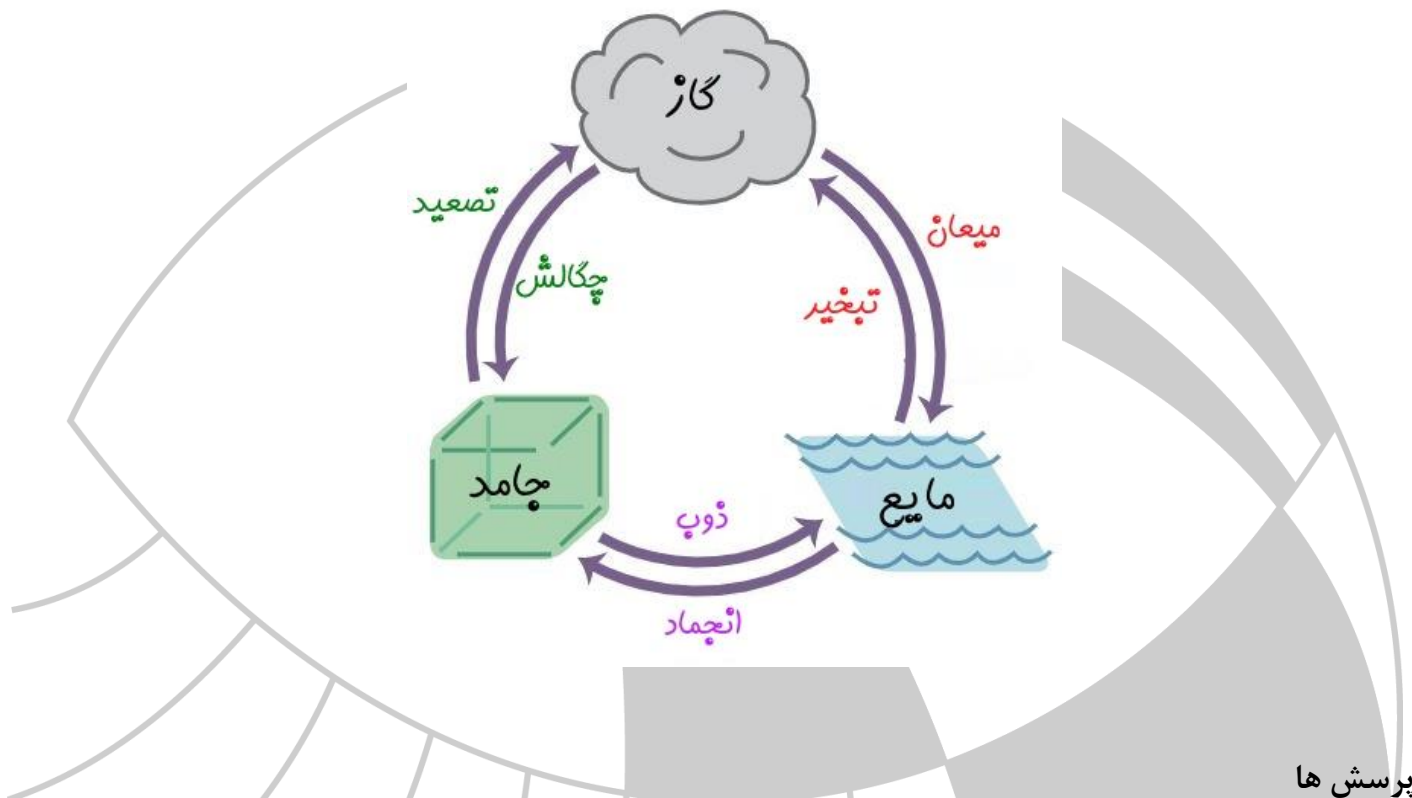 گاز
تصعید
میعان
چگالش
تبخیر
جامد
مایع
ذوب
انجماد
پرسش ها